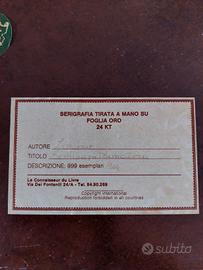 SERIGRAFIA TIRATA A MANO SU
FOGLIA ORO
24 KT
AUTORE
TITOLO
DESCRIZIONE: 999 esemplari
Le Connaisseur du Livre
Via Dei Fontanili 24/A - Tel. 84.90.269
Copyright International
Reproduction forbidden in all countries
subito